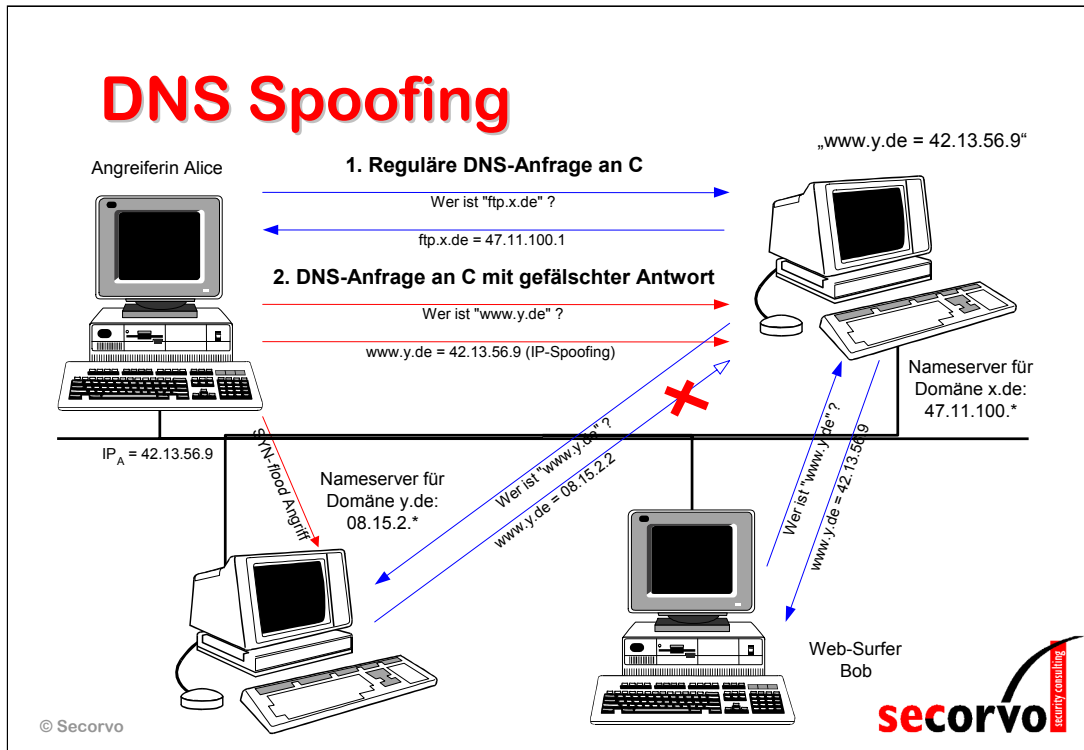 DNS Spoofing
„www.y.de = 42.13.56.9“
Angreiferin Alice
1. Reguläre DNS-Anfrage an C
Wer ist "ftp.x.de" ?
ftp.x.de = 47.11.100.1
2. DNS-Anfrage an C mit gefälschter Antwort
Wer ist "www.y.de" ?
www.y.de = 42.13.56.9 (IP-Spoofing)
Nameserver für
Domäne x.de:
47.11.100.*
IPA = 42.13.56.9
SYN-flood Angriff
Nameserver für
Domäne y.de:
08.15.2.*
Wer ist "www.y.de" ?
www.y.de = 08.15.2.2
Wer ist "www.y.de" ?
www.y.de = 42.13.56.9
Web-Surfer
Bob
© Secorvo
secorvo
security consulting